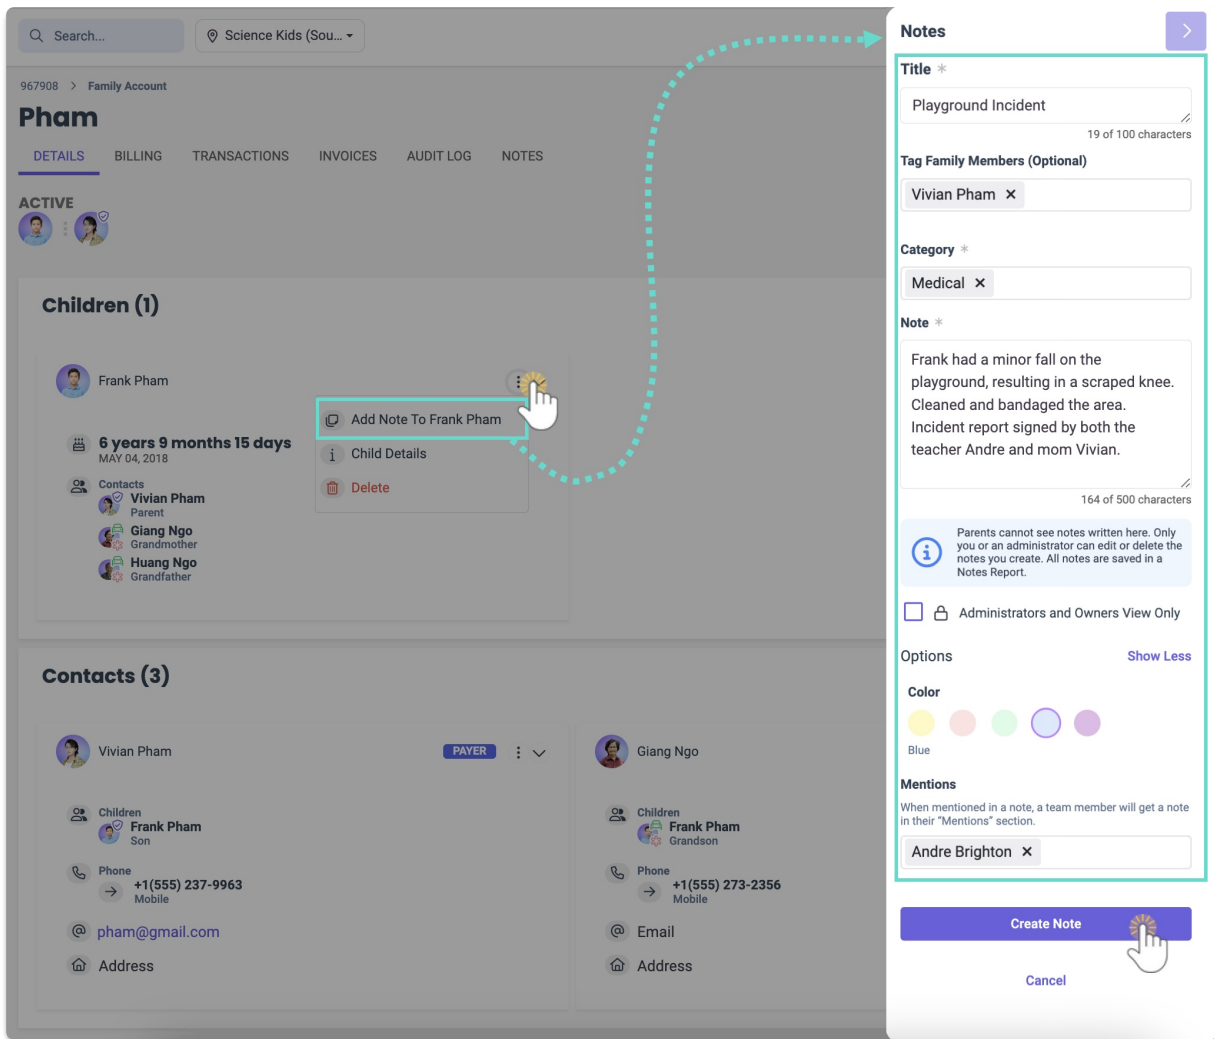 Search...
Science Kids (Sou...
967908 > Family Account
Pham
DETAILS BILLING TRANSACTIONS INVOICES AUDIT LOG NOTES
ACTIVE
Children (1)
Frank Pham
Add Note To Frank Pham
Child Details
Delete
6 years 9 months 15 days
MAY 04, 2018
Contacts
Vivian Pham
Parent
Giang Ngo
Grandmother
Huang Ngo
Grandfather
Contacts (3)
Vivian Pham
PAYER
Children
Frank Pham
Son
Phone
+1(555) 237-9963
Mobile
@ pham@gmail.com
Address
Giang Ngo
Children
Frank Pham
Grandson
Phone
+1(555) 273-2356
Mobile
@ Email
Address
Notes
Title *
Playground Incident
19 of 100 characters
Tag Family Members (Optional)
Vivian Pham ×
Category *
Medical ×
Note *
Frank had a minor fall on the
playground, resulting in a scraped knee.
Cleaned and bandaged the area.
Incident report signed by both the
teacher Andre and mom Vivian.
164 of 500 characters
Parents cannot see notes written here. Only
you or an administrator can edit or delete the
notes you create. All notes are saved in a
Notes Report.
Administrators and Owners View Only
Options Show Less
Color
Blue
Mentions
When mentioned in a note, a team member will get a note
in their "Mentions" section.
Andre Brighton ×
Create Note
Cancel